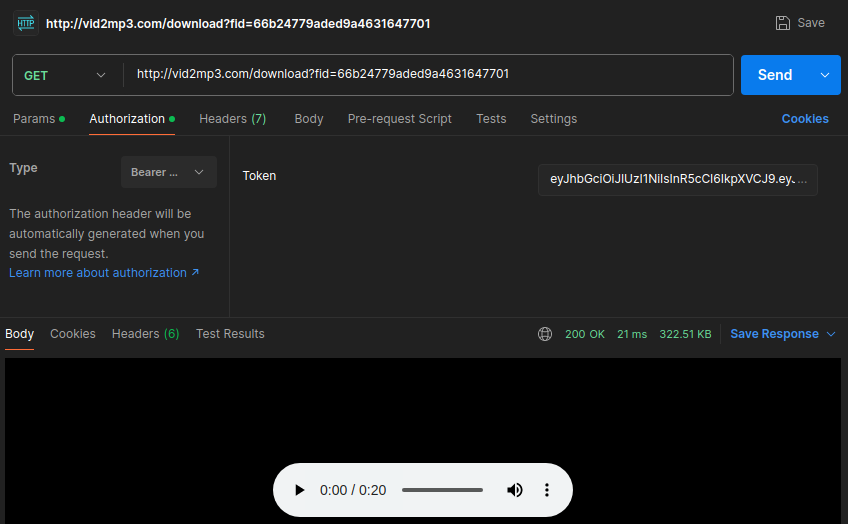 HTTP http://vid2mp3.com/download?fid=66b24779aded9a4631647701 Save
GET http://vid2mp3.com/download?fid=66b24779aded9a4631647701 Send
Params Authorization Headers (7) Body Pre-request Script Tests Settings Cookies
Type Bearer ... Token eyJhbGciOiJIUzI1NiIsInR5cCI6IkpXVCJ9.eyJ ...
The authorization header will be
automatically generated when you
send the request.
Learn more about authorization ↗
Body Cookies Headers (6) Test Results 200 OK 21 ms 322.51 KB Save Response
0:00 / 0:20